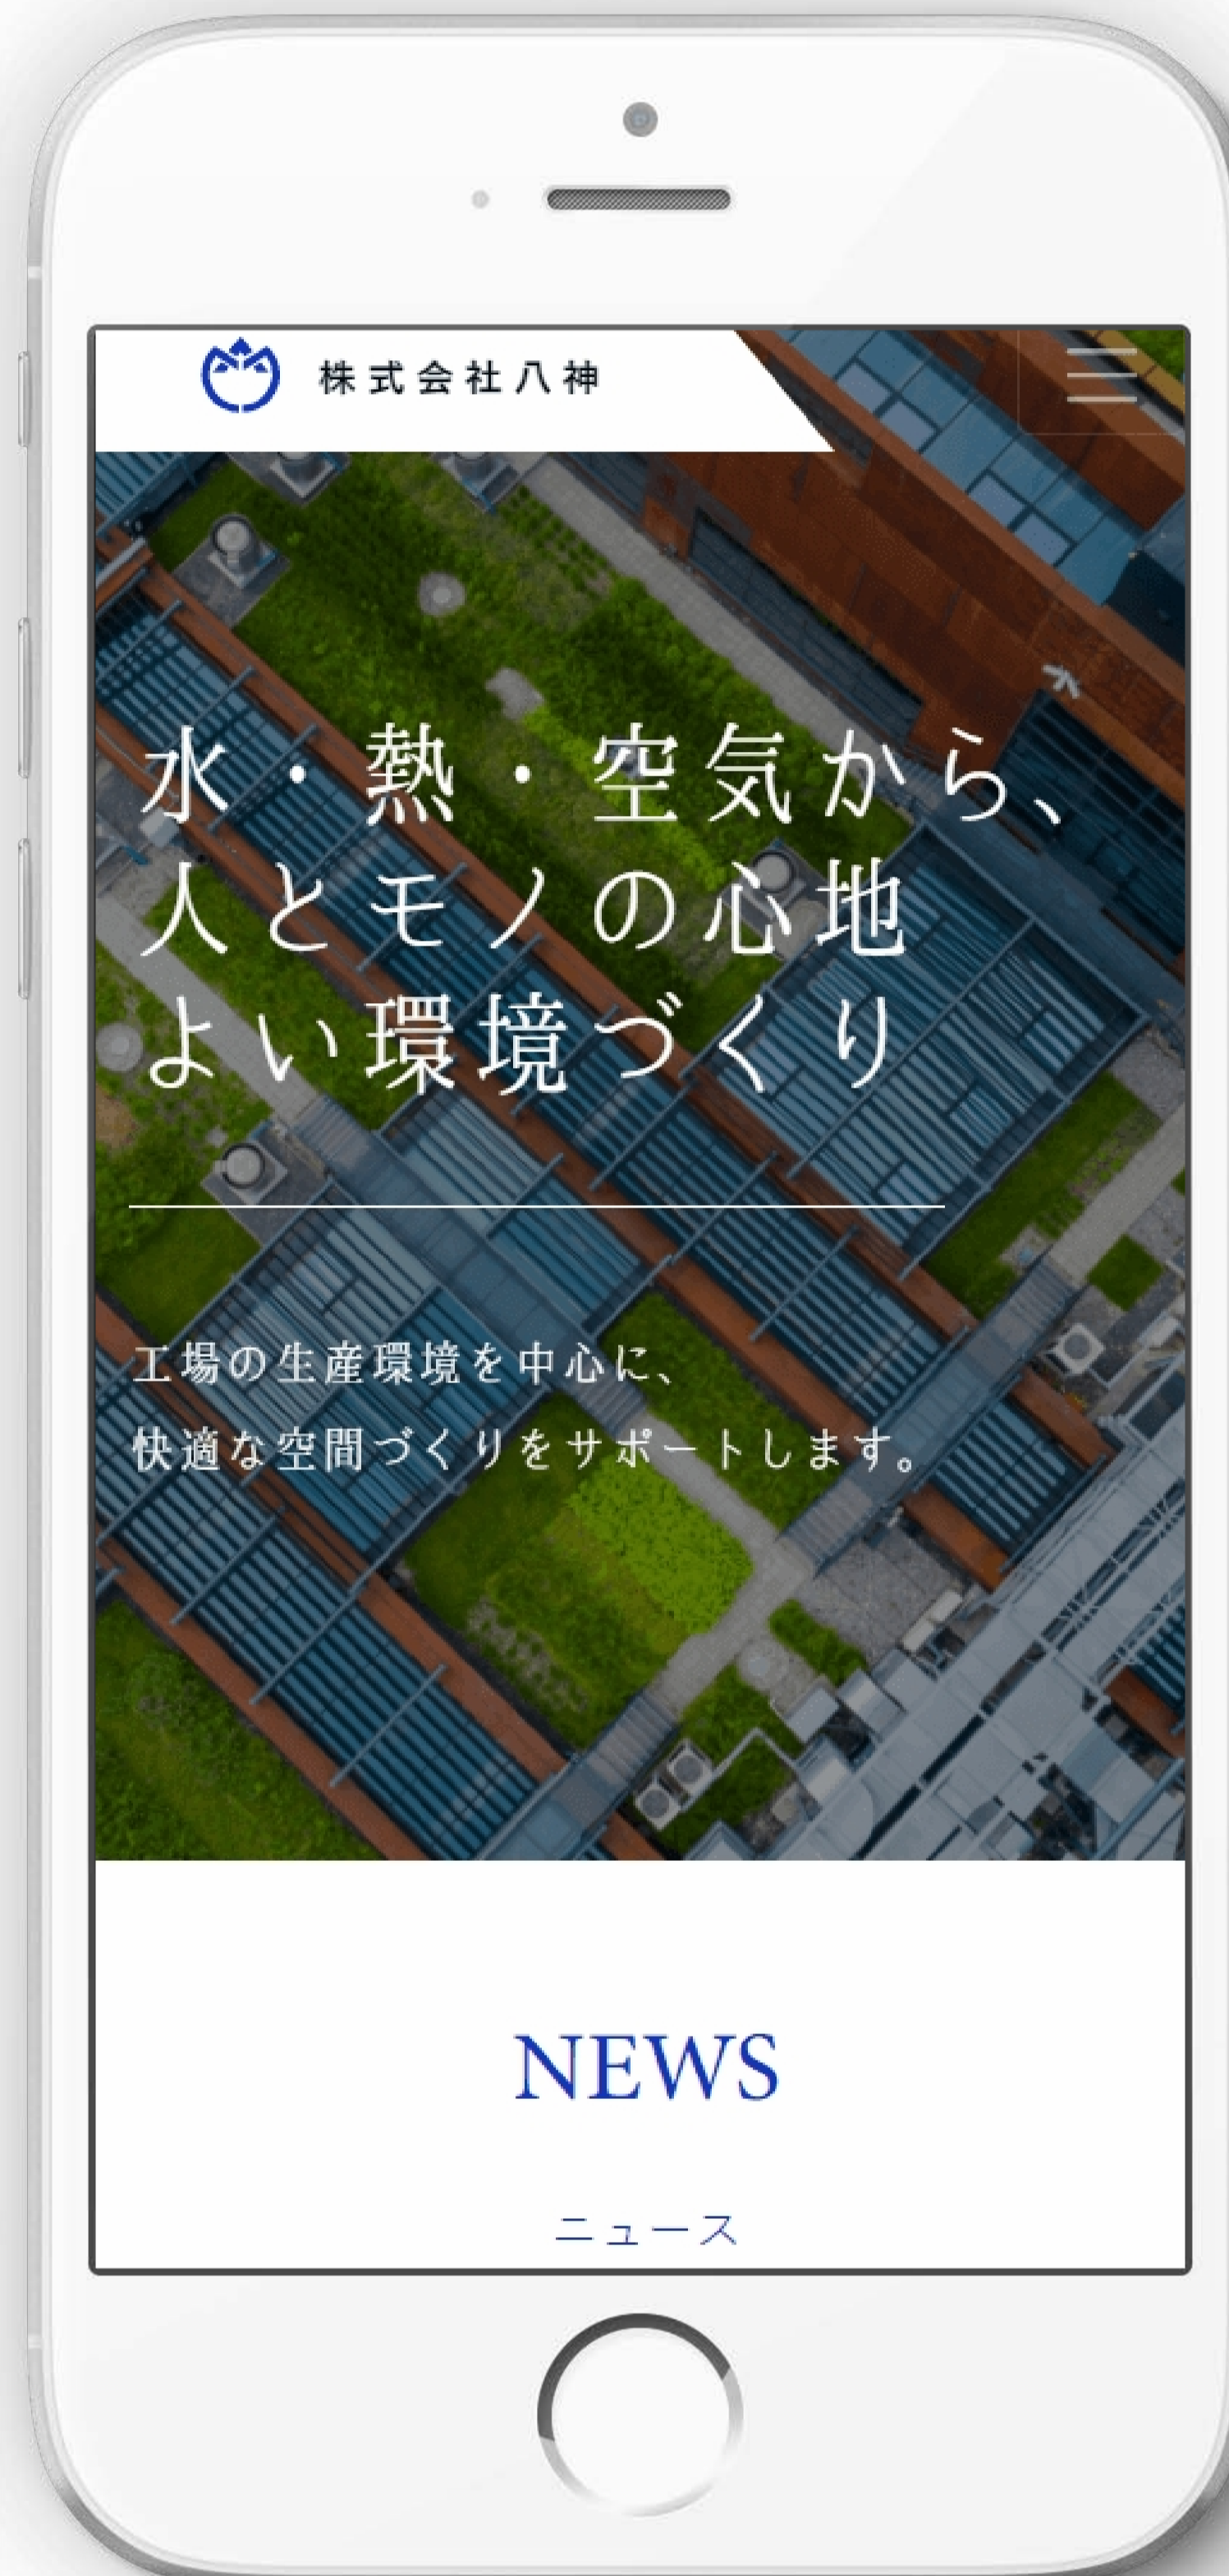 株式会社八神
水・熱・空気から、
人とモノの心地
よい環境づくり
工場の生産環境を中心に、
快適な空間づくりをサポートします。
NEWS
ニュース